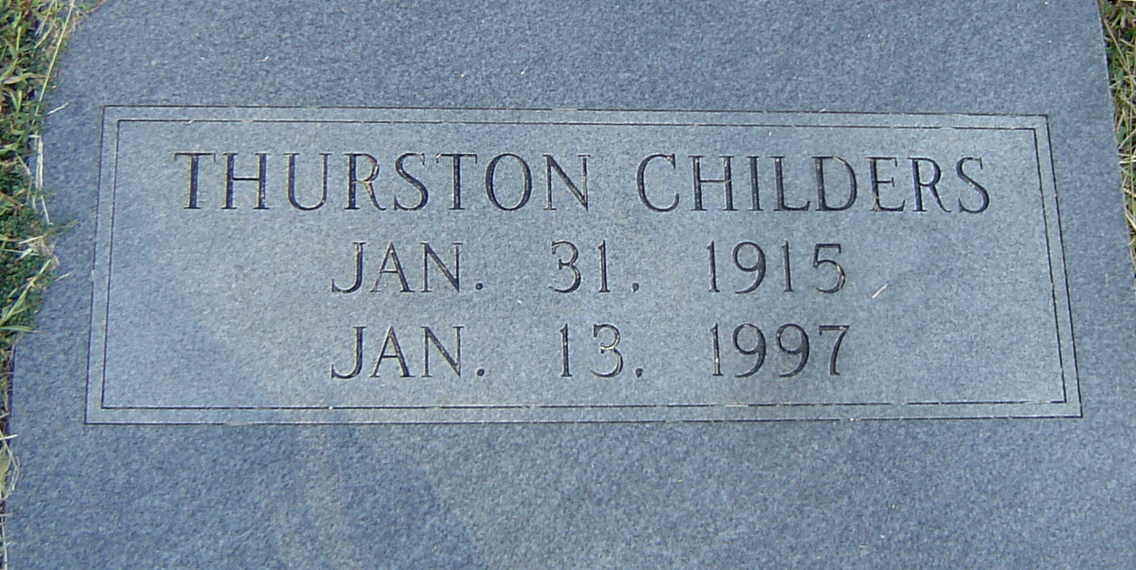 THURSTON CHILDERS
JAN. 31, 1915
JAN. 13, 1997